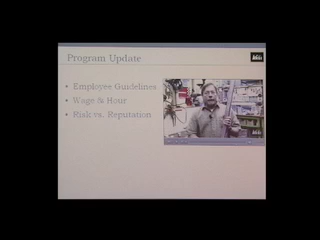 Program Update
• Employee Guidelines
• Wage & Hour
• Risk vs. Reputation